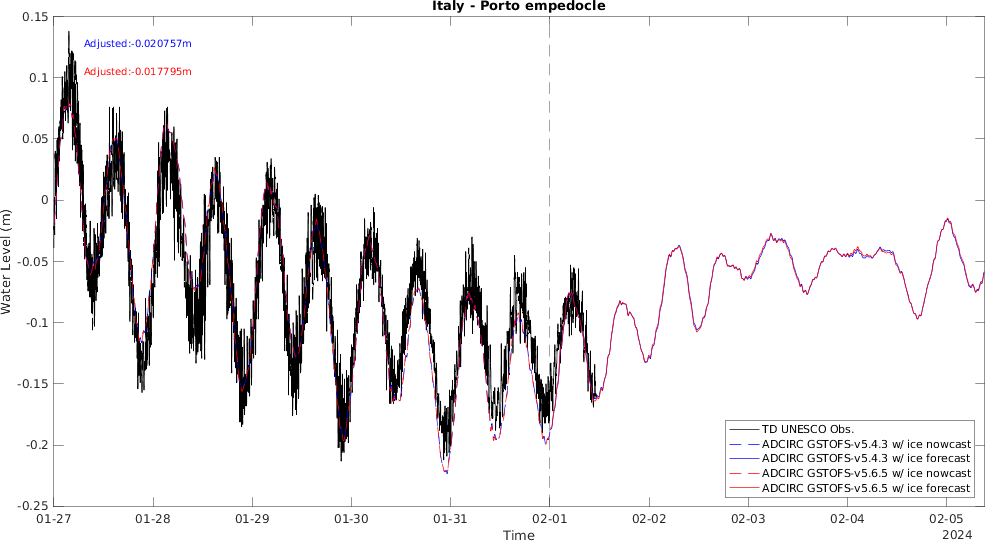 Italy - Porto empedocle
Adjusted:-0.020757m
Adjusted:-0.017795m
Water Level (m)
0.15
0.1
0.05
0
-0.05
-0.1
-0.15
-0.2
-0.25
TD UNESCO Obs.
ADCIRC GSTOFS-v5.4.3 w/ ice nowcast
ADCIRC GSTOFS-v5.4.3 w/ ice forecast
ADCIRC GSTOFS-v5.6.5 w/ ice nowcast
ADCIRC GSTOFS-v5.6.5 w/ ice forecast
01-27 01-28 01-29 01-30 01-31 02-01 02-02 02-03 02-04 02-05
Time
2024